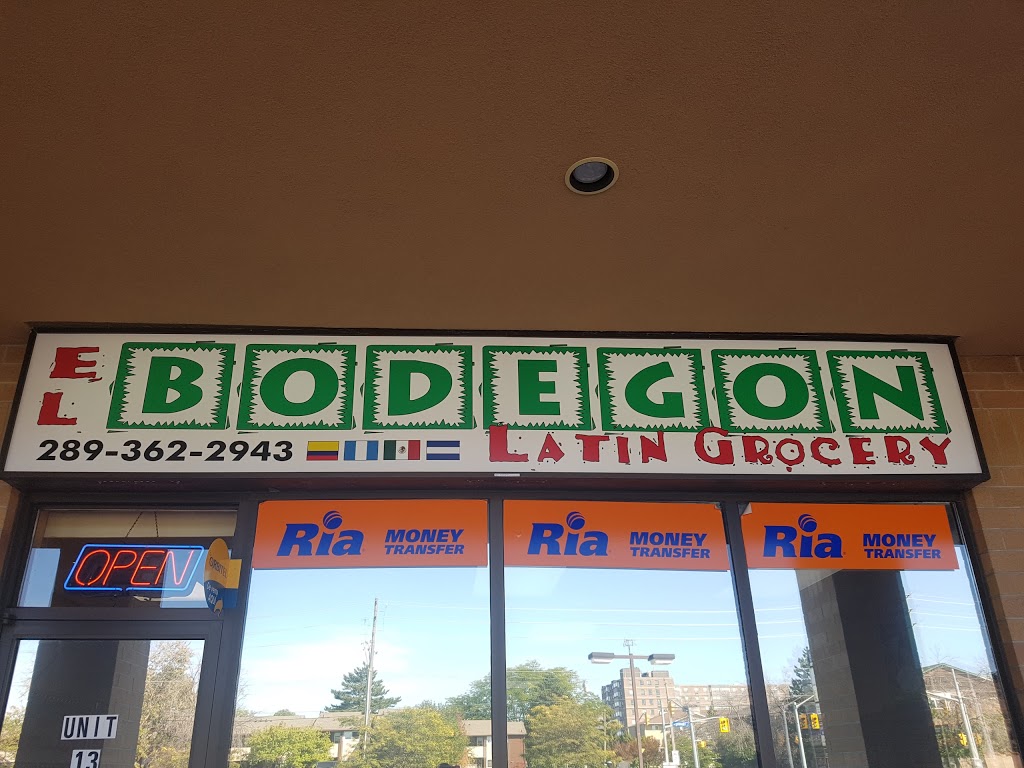 EL BODEGON
289-362-2943 LATIN GROCERY
Ria MONEY TRANSFER
Ria MONEY TRANSFER
Ria MONEY TRANSFER
OPEN
UNIT
13